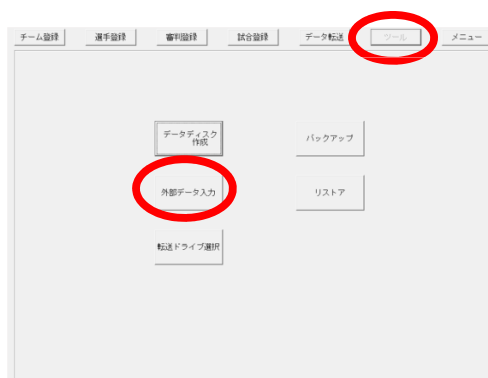 チーム登録 選手登録 審判登録 試合登録 データ転送 ツール メニュー
データディスク
作成
バックアップ
外部データ入力 リストア
転送ドライブ選択